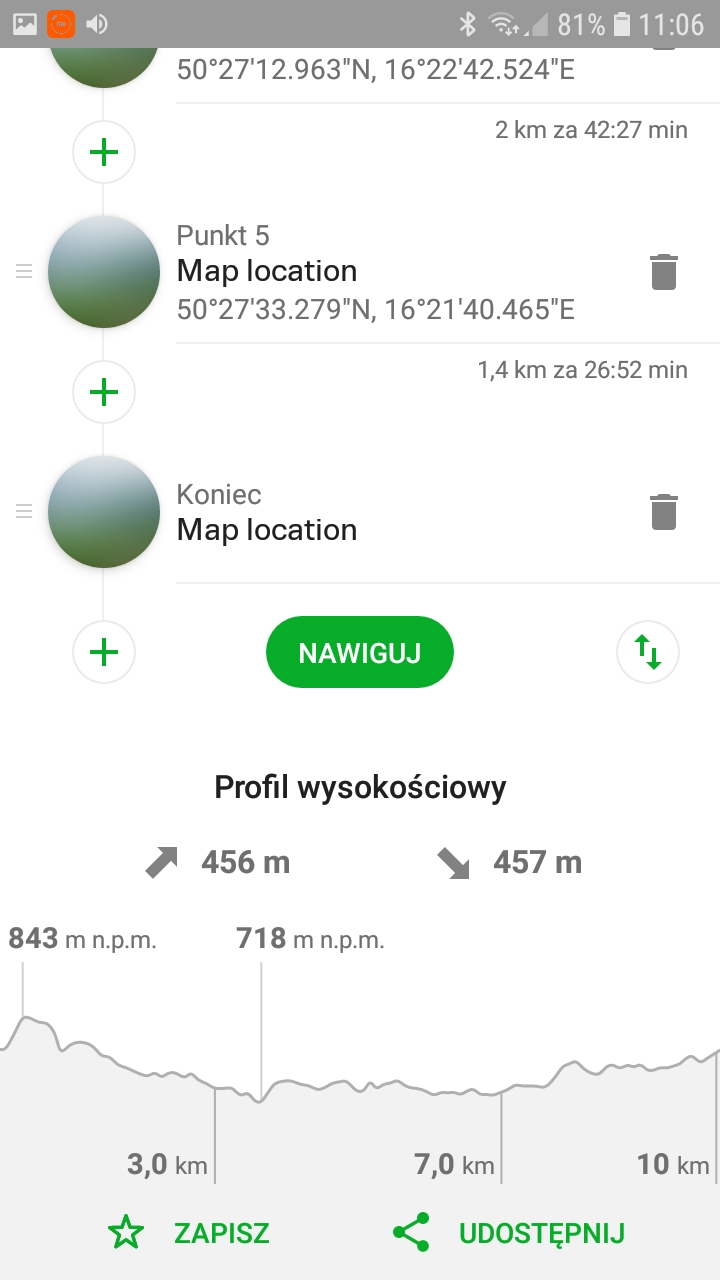 81% 11:06
50°27'12.963"N, 16°22'42.524"E
2 km za 42:27 min
Punkt 5
Map location
50°27'33.279"N, 16°21'40.465"E
1,4 km za 26:52 min
Koniec
Map location
NAWIGUJ
Profil wysokościowy
456 m 457 m
843 m n.p.m. 718 m n.p.m.
3,0 km 7,0 km 10 km
ZAPISZ UDOSTĘPNIJ